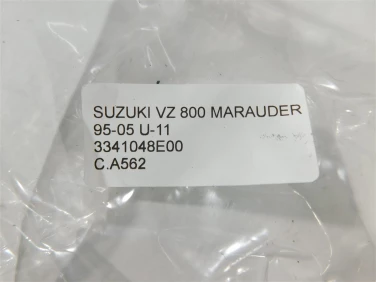 SUZUKI VZ 800 MARAUDER
95-05 U-11
3341048E00
C.A562